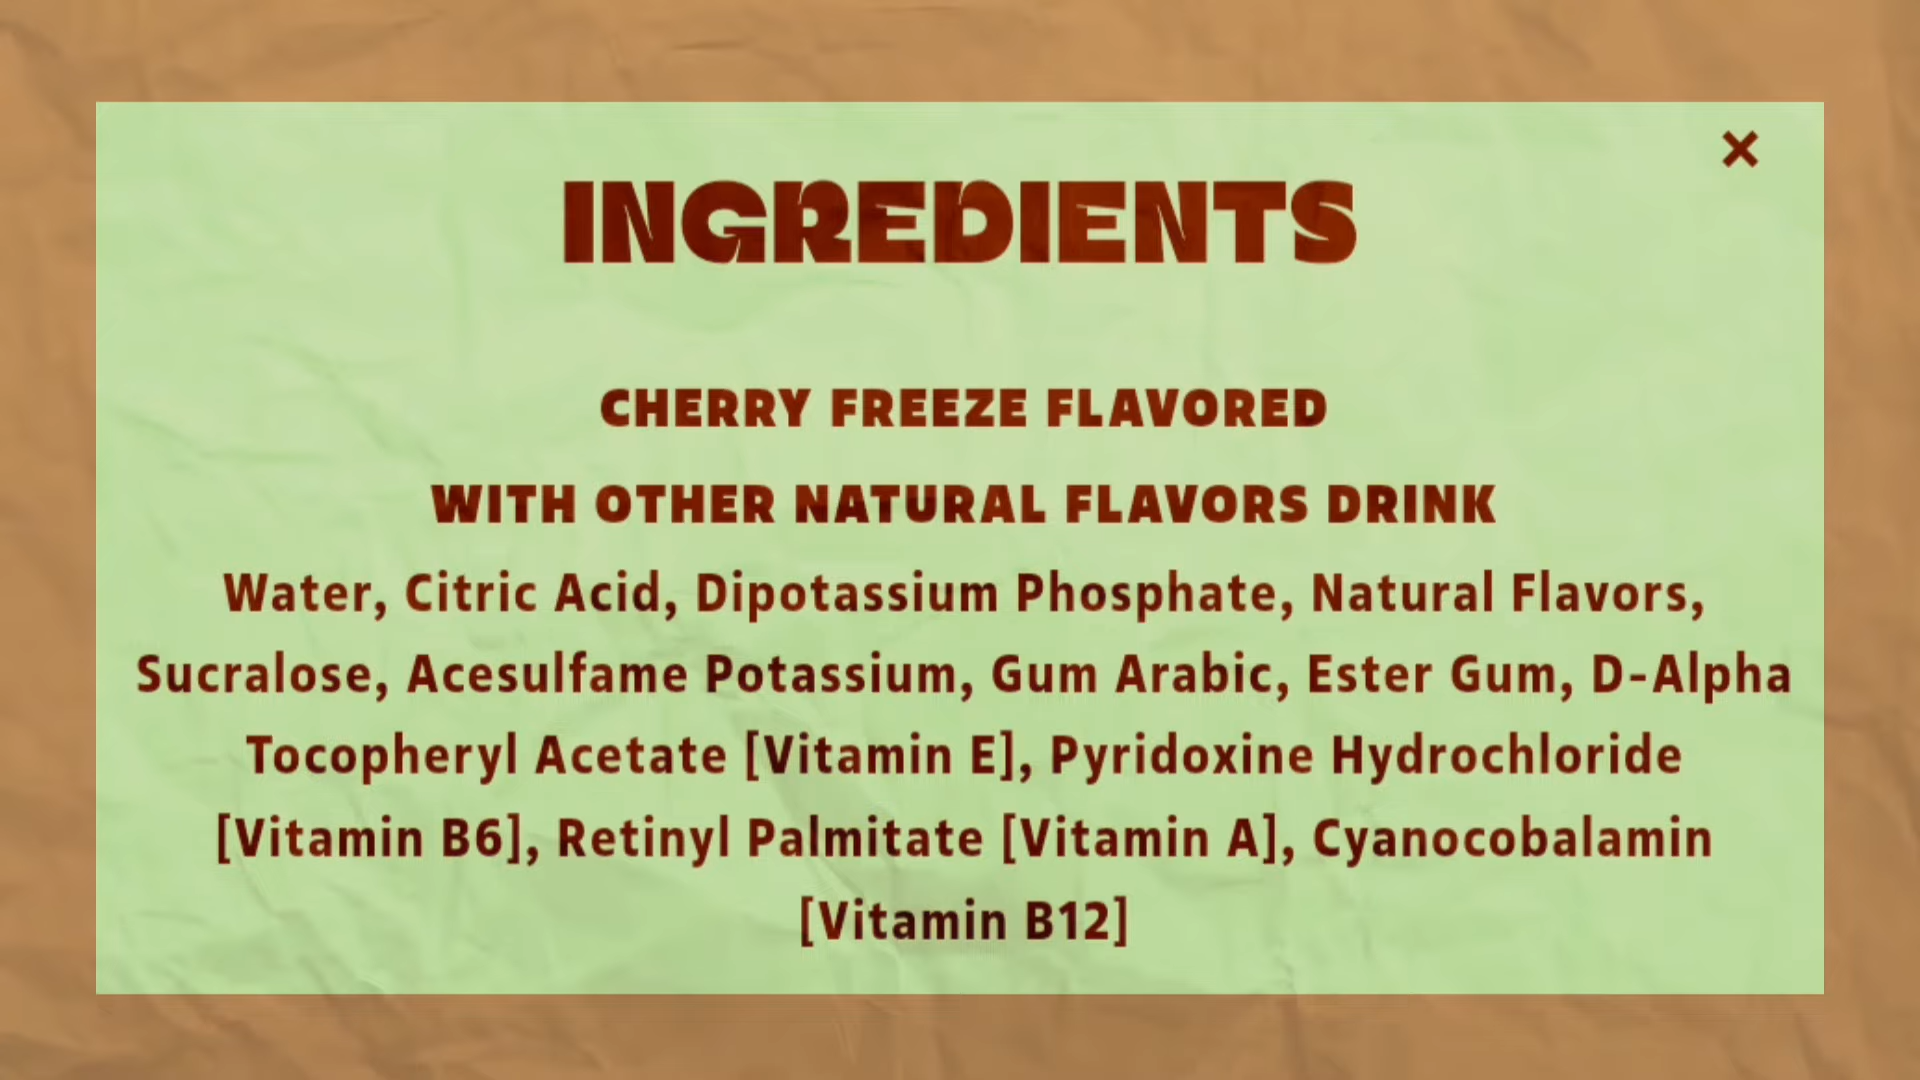 INGREDIENTS
CHERRY FREEZE FLAVORED
WITH OTHER NATURAL FLAVORS DRINK
Water, Citric Acid, Dipotassium Phosphate, Natural Flavors,
Sucralose, Acesulfame Potassium, Gum Arabic, Ester Gum, D-Alpha
Tocopheryl Acetate [Vitamin E], Pyridoxine Hydrochloride
[Vitamin B6], Retinyl Palmitate [Vitamin A], Cyanocobalamin
[Vitamin B12]